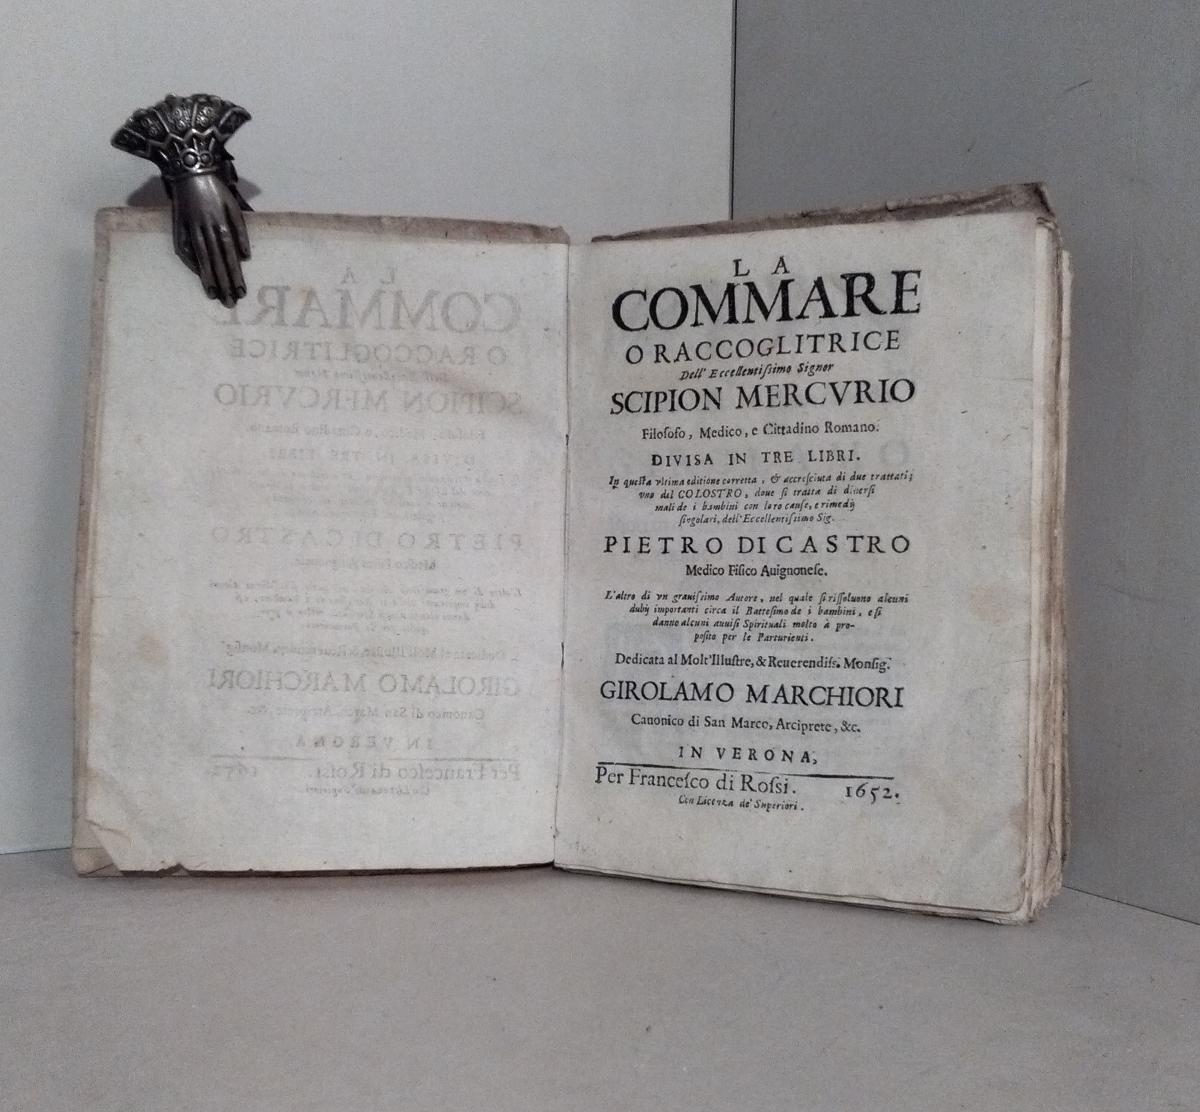 LA
COMMARE
O RACCOGLITRICE
Dell' Eccellentiſsimo Signor
SCIPION MERCVRIO
Filoſofo, Medico, e Cittadino Romano.
DIVISA IN TRE LIBRI.
In queſta vltima editione corretta, & accreſciuta di due trattati;
vno del COLOSTRO, doue ſi tratta di diuerſi
mali de i bambini con loro cauſe, e rimedij
ſingolari, dell' Eccellentiſsimo Sig.
PIETRO DI CASTRO
Medico Fiſico Auignoneſe.
L'altro di vn grauiſsimo Autore, nel quale ſi riſſoluono alcuni
dubij importanti circa il Batteſimo de i bambini, e ſi
danno alcuni auuiſi Spirituali molto à pro-
poſito per le Parturienti.
Dedicata al Molt'Illuſtre, & Reuerendiſs. Monſig.
GIROLAMO MARCHIORI
Canonico di San Marco, Arciprete, &c.
IN VERONA,
Per Franceſco di Roſsi. 1652.
Con Licenza de' Superiori.